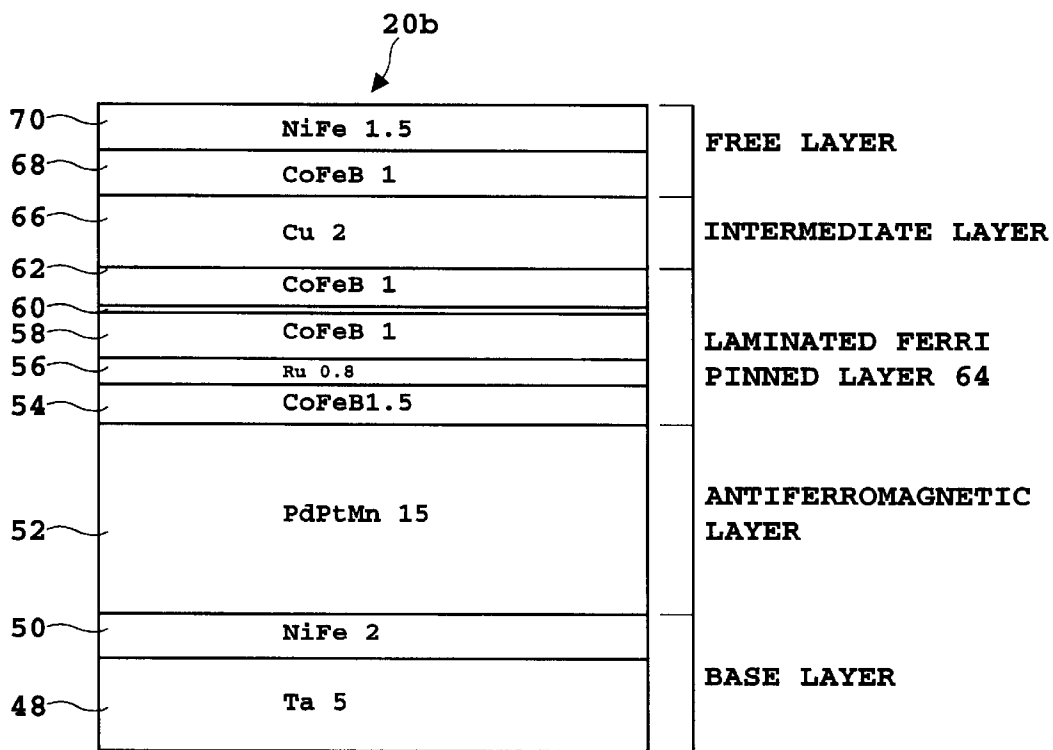 20b
70
NiFe 1.5
FREE LAYER
68
CoFeB 1
66
Cu 2
INTERMEDIATE LAYER
62
CoFeB 1
60
58
CoFeB 1
LAMINATED FERRI
PINNED LAYER 64
56
Ru 0.8
54
CoFeB1.5
52
PdPtMn 15
ANTIFERROMAGNETIC
LAYER
50
NiFe 2
BASE LAYER
48
Ta 5